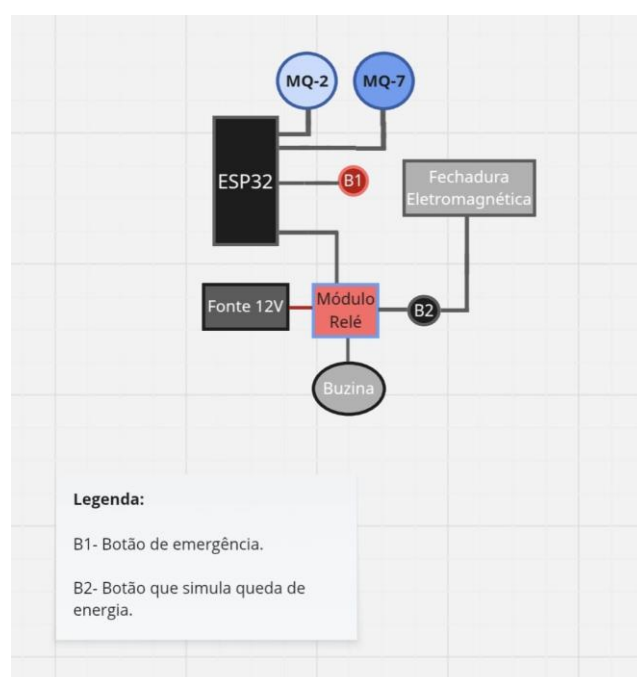 MQ-2
MQ-7
ESP32
B1
Fechadura
Eletromagnética
Fonte 12V
Módulo
Relé
B2
Buzina
Legenda:
B1- Botão de emergência.
B2- Botão que simula queda de
energia.